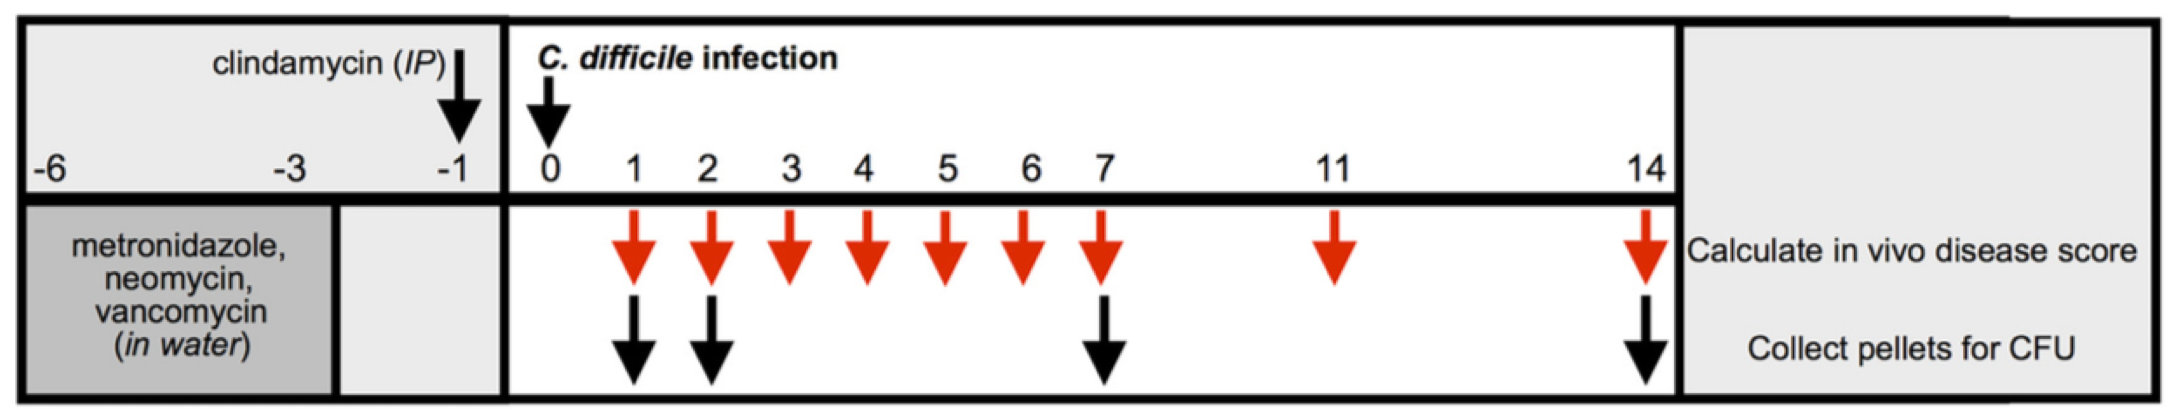 clindamycin (IP)
C. difficile infection
-6 -3 -1 0 1 2 3 4 5 6 7 11 14
metronidazole,
neomycin,
vancomycin
(in water)
Calculate in vivo disease score
Collect pellets for CFU